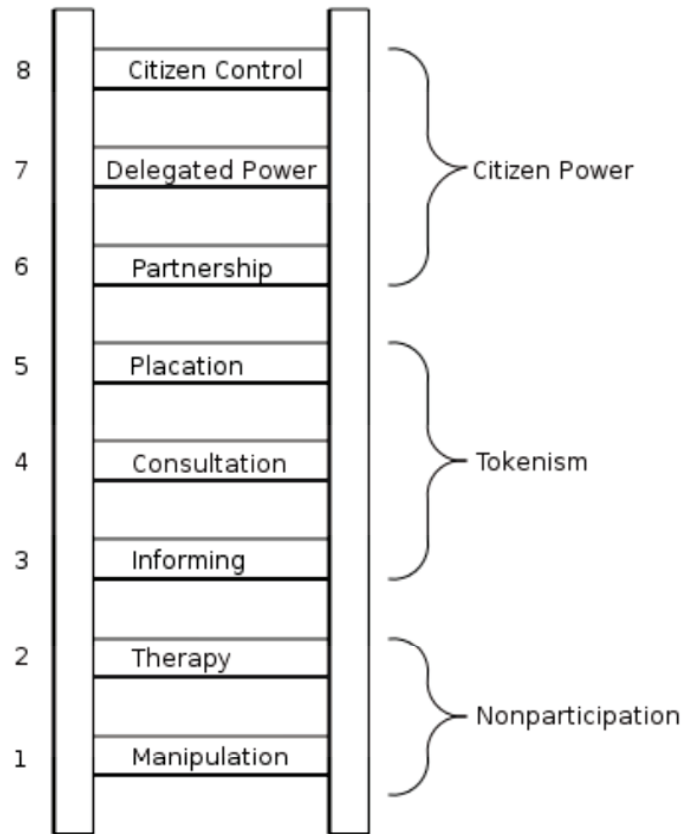 8 Citizen Control
7 Delegated Power Citizen Power
6 Partnership
5 Placation
4 Consultation Tokenism
3 Informing
2 Therapy
Nonparticipation
1 Manipulation